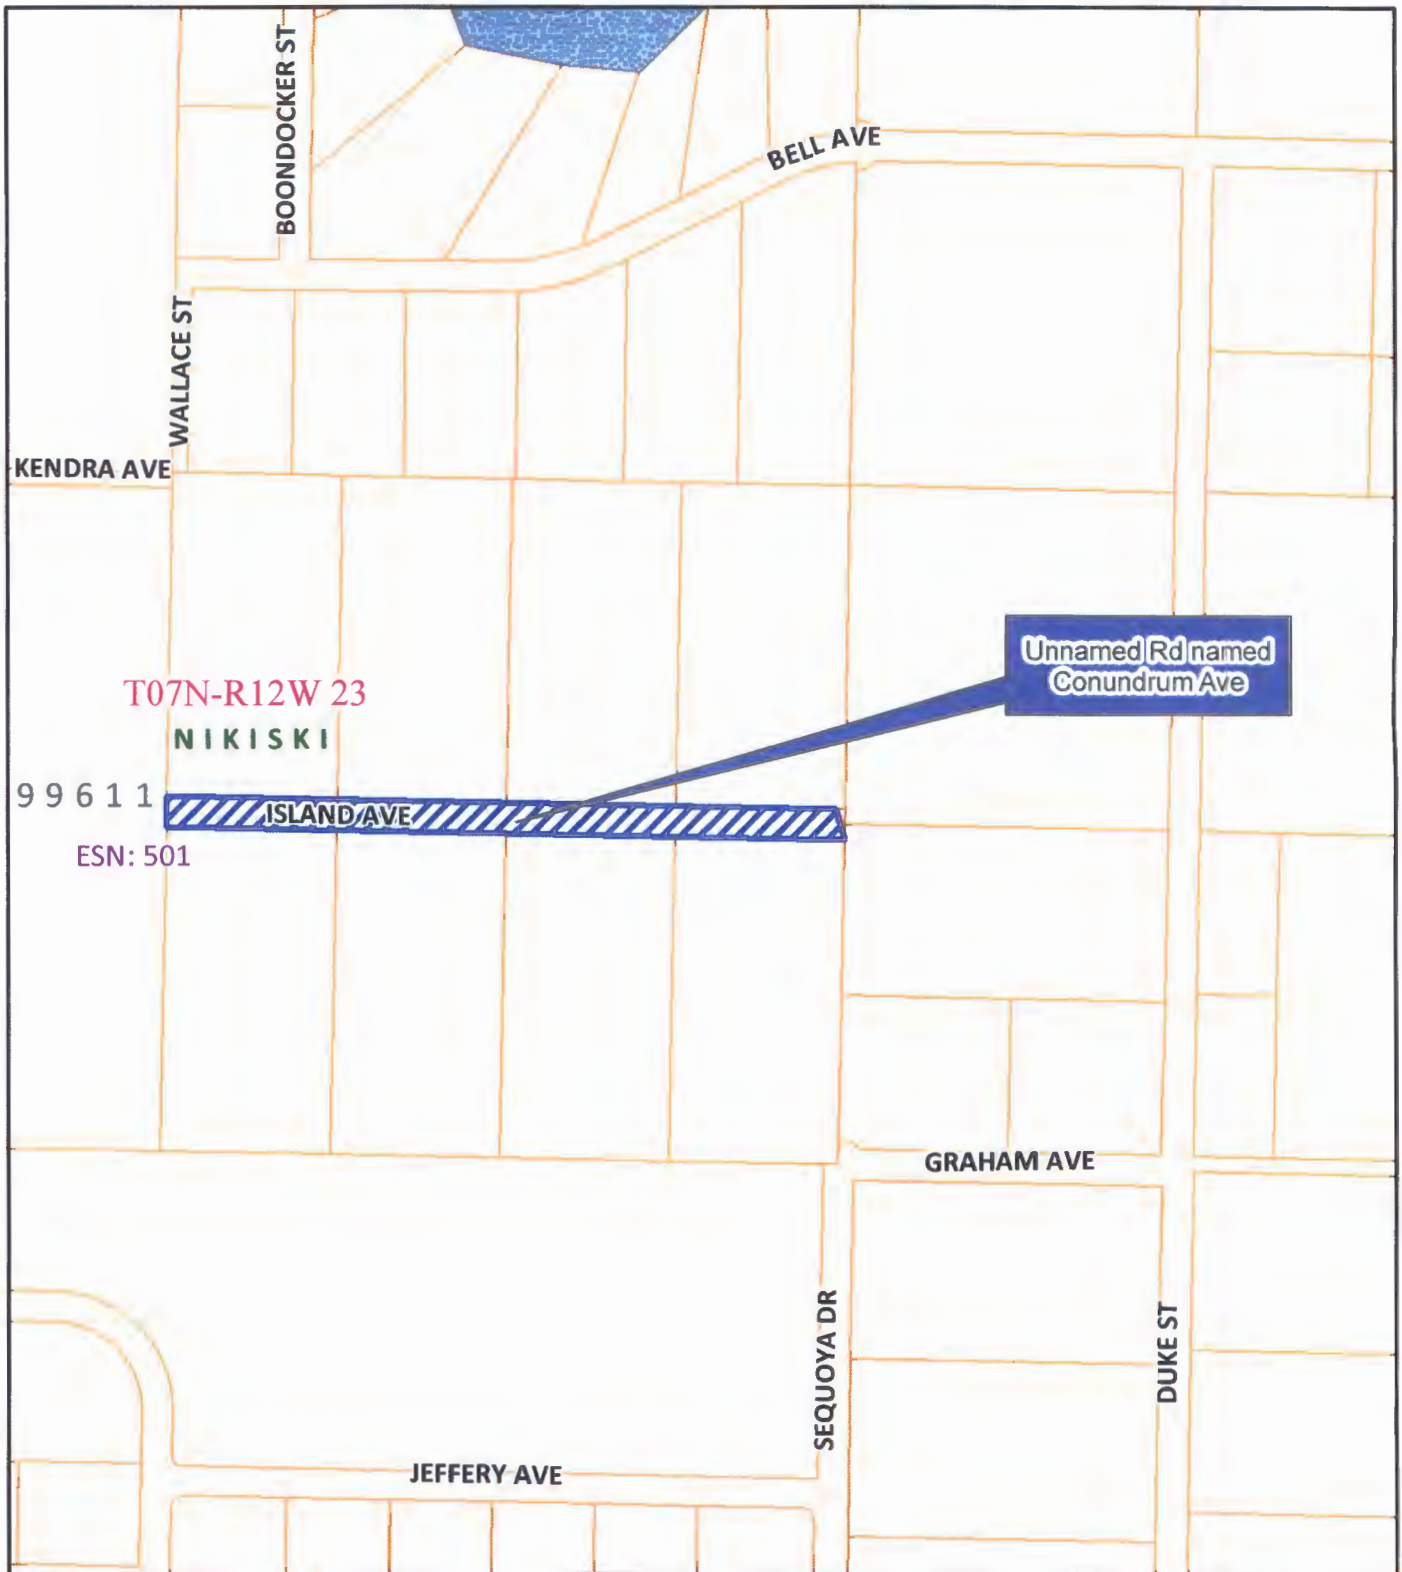 BOONDOCKER ST
BELL AVE
WALLACE ST
KENDRA AVE
Unnamed Rd named
Conundrum Ave
T07N-R12W 23
NIKISKI
99611
ISLAND AVE
ESN: 501
GRAHAM AVE
SEQUOYA DR
DUKE ST
JEFFERY AVE